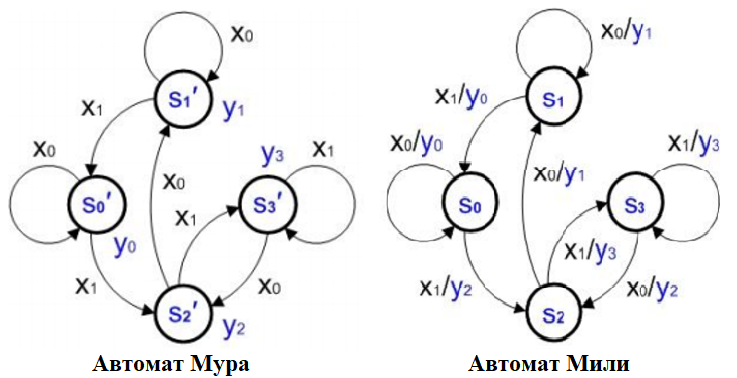 x₀
x₀/y₁
s₁′
s₁
x₁
y₁
x₁/y₀
x₀
y₃
x₁
x₀/y₀
x₁/y₃
x₀
x₀/y₁
s₀′
s₃′
s₀
s₃
x₁
y₀
x₁/y₃
x₁
x₀
x₁/y₂
x₀/y₂
s₂′
s₂
y₂
Автомат Мура
Автомат Мили